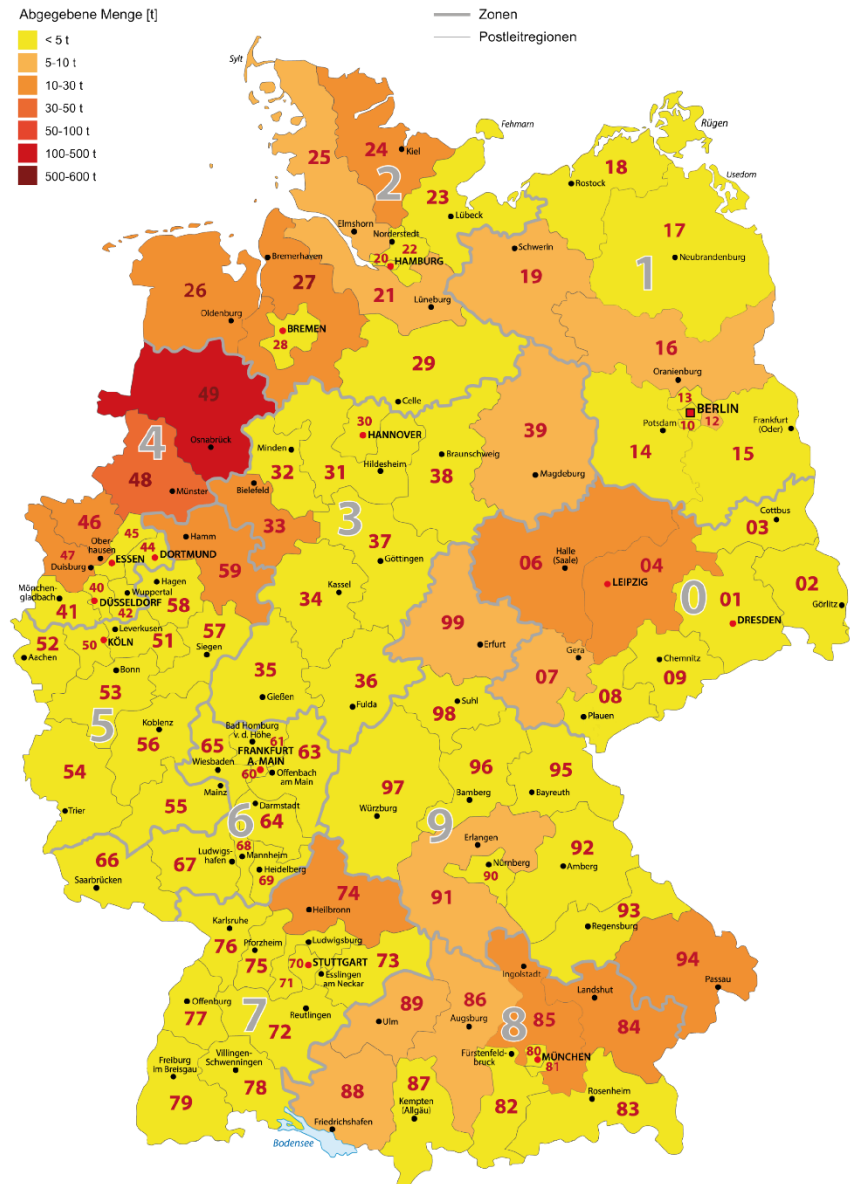 Abgegebene Menge [t]
< 5 t
5-10 t
10-30 t
30-50 t
50-100 t
100-500 t
500-600 t
Zonen
Postleitregionen
Sylt
Fehmarn
Rügen
Usedom
25
24
Kiel
2
23
Lübeck
18
Rostock
17
Neubrandenburg
1
Elmshorn
Norderstedt
22
20
HAMBURG
Schwerin
19
Bremerhaven
26
Oldenburg
27
21
Lüneburg
BREMEN
28
16
Oranienburg
29
Celle
13
BERLIN
Potsdam
10
12
Frankfurt
(Oder)
14
15
49
Osnabrück
4
30
HANNOVER
Minden
32
31
Hildesheim
Braunschweig
38
39
Magdeburg
48
Münster
Bielefeld
33
3
Cottbus
03
46
Ober-
hausen
45
44
DORTMUND
Hamm
47
Duisburg
ESSEN
59
37
Göttingen
06
Halle
(Saale)
04
LEIPZIG
0
01
DRESDEN
02
Görlitz
Mönchen-
gladbach
40
DÜSSELDORF
Wuppertal
42
Hagen
58
41
34
Kassel
99
Erfurt
52
Aachen
50
KÖLN
Leverkusen
51
57
Siegen
Bonn
53
35
Gießen
36
Fulda
Gera
07
Chemnitz
08
09
Plauen
5
Koblenz
56
Bad Homburg
v. d. Höhe
61
FRANKFURT
A. MAIN
60
63
Offenbach
am Main
65
Wiesbaden
Mainz
Suhl
98
54
Trier
55
Darmstadt
64
6
97
Würzburg
96
Bamberg
95
Bayreuth
9
66
Saarbrücken
67
Ludwigs-
hafen
68
Mannheim
Heidelberg
69
Erlangen
Nürnberg
90
91
92
Amberg
74
Heilbronn
93
Regensburg
Karlsruhe
76
Pforzheim
75
Ludwigsburg
70
STUTTGART
71
Esslingen
am Neckar
73
94
Passau
Ingolstadt
Landshut
84
Offenburg
77
7
Reutlingen
72
89
Ulm
86
Augsburg
8
85
Fürstenfeld-
bruck
80
MÜNCHEN
81
Freiburg
im Breisgau
79
Villingen-
Schwenningen
78
88
Friedrichshafen
87
Kempten
(Allgäu)
82
Rosenheim
83
Bodensee